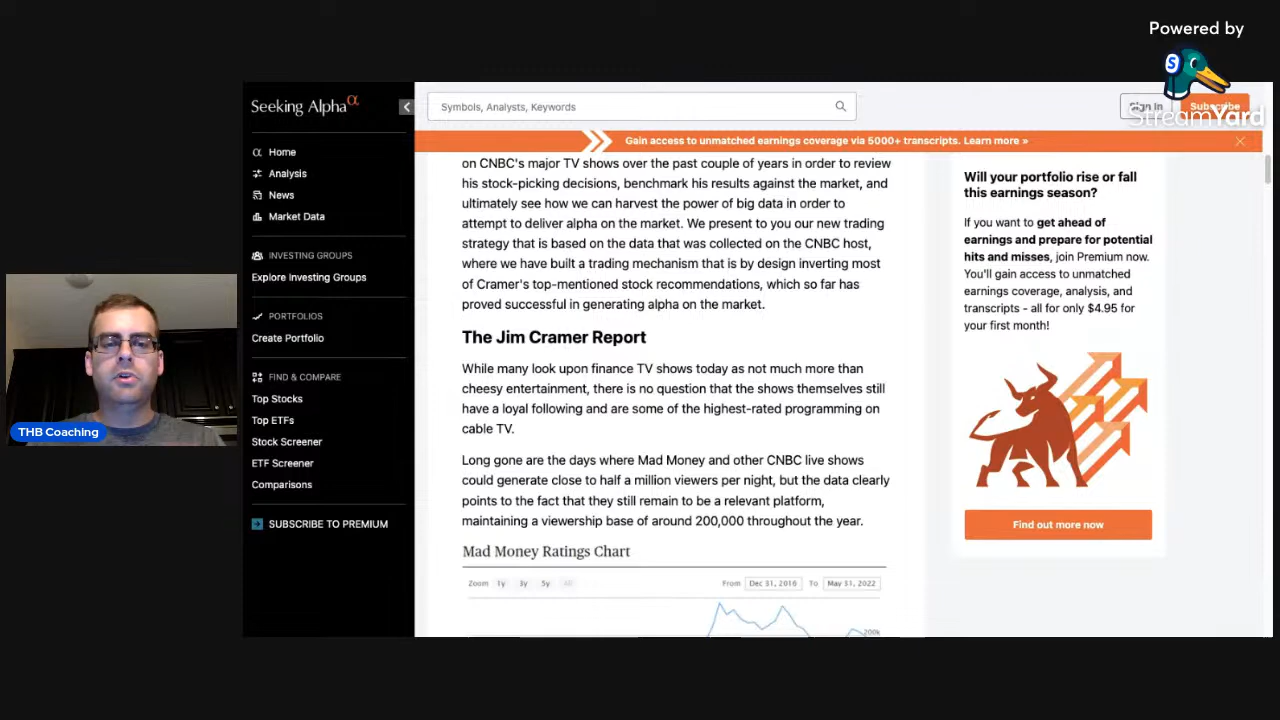 Powered by
S
StreamYard
Seeking Alphaα
Symbols, Analysts, Keywords
Sign In
Subscribe
Gain access to unmatched earnings coverage via 5000+ transcripts. Learn more »
α Home
Analysis
News
Market Data
INVESTING GROUPS
Explore Investing Groups
PORTFOLIOS
Create Portfolio
FIND & COMPARE
Top Stocks
Top ETFs
Stock Screener
ETF Screener
Comparisons
SUBSCRIBE TO PREMIUM
on CNBC's major TV shows over the past couple of years in order to review
his stock-picking decisions, benchmark his results against the market, and
ultimately see how we can harvest the power of big data in order to
attempt to deliver alpha on the market. We present to you our new trading
strategy that is based on the data that was collected on the CNBC host,
where we have built a trading mechanism that is by design inverting most
of Cramer's top-mentioned stock recommendations, which so far has
proved successful in generating alpha on the market.
The Jim Cramer Report
While many look upon finance TV shows today as not much more than
cheesy entertainment, there is no question that the shows themselves still
have a loyal following and are some of the highest-rated programming on
cable TV.
Long gone are the days where Mad Money and other CNBC live shows
could generate close to half a million viewers per night, but the data clearly
points to the fact that they still remain to be a relevant platform,
maintaining a viewership base of around 200,000 throughout the year.
Mad Money Ratings Chart
Zoom 1y 3y 5y All
From Dec 31, 2016 To May 31, 2022
200k
Will your portfolio rise or fall
this earnings season?
If you want to get ahead of
earnings and prepare for potential
hits and misses, join Premium now.
You'll gain access to unmatched
earnings coverage, analysis, and
transcripts - all for only $4.95 for
your first month!
Find out more now
THB Coaching